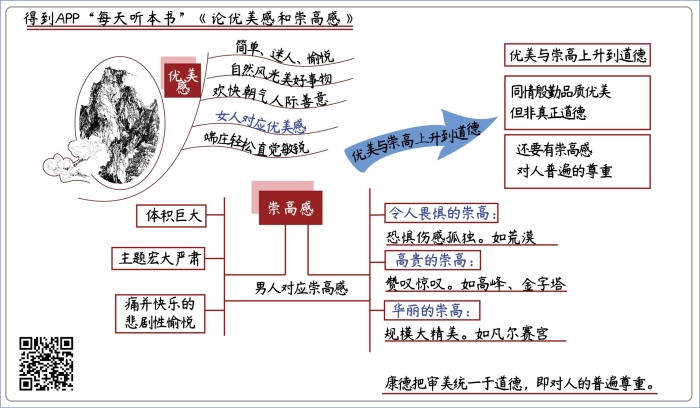 得到APP“每天听本书”《论优美感和崇高感》
优美
感
简单、迷人、愉悦
自然风光美好事物
欢快朝气人际善意
女人对应优美感
端庄轻松直觉敏锐
优美与崇高上升到道德
优美与崇高上升到道德
同情殷勤品质优美
但非真正道德
还要有崇高感
对人普遍的尊重
崇高感
体积巨大
主题宏大严肃
痛并快乐的
悲剧性愉悦
男人对应崇高感
令人畏惧的崇高：
恐惧伤感孤独。如荒漠
高贵的崇高：
赞叹惊叹。如高峰、金字塔
华丽的崇高：
规模大精美。如凡尔赛宫
康德把审美统一于道德，即对人的普遍尊重。